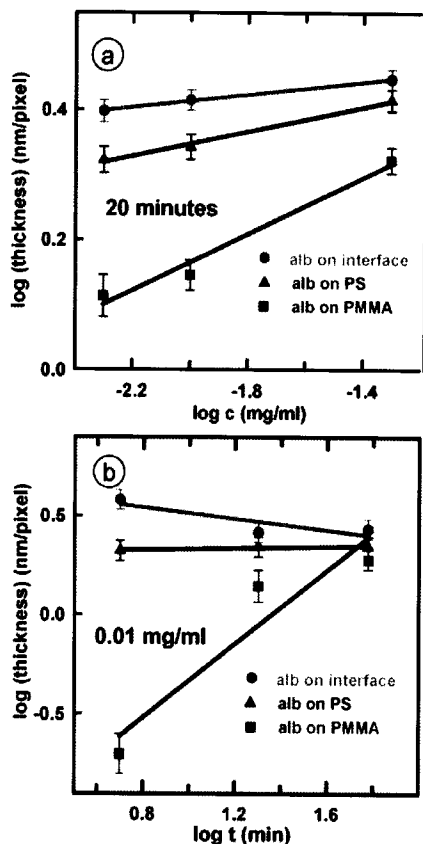 a
log (thickness) (nm/pixel)
0.4
0.2
0.0
20 minutes
alb on interface
alb on PS
alb on PMMA
-2.2
-1.8
-1.4
log c (mg/ml)
b
log (thickness) (nm/pixel)
0.5
0.0
-0.5
0.01 mg/ml
alb on interface
alb on PS
alb on PMMA
0.8
1.2
1.6
log t (min)